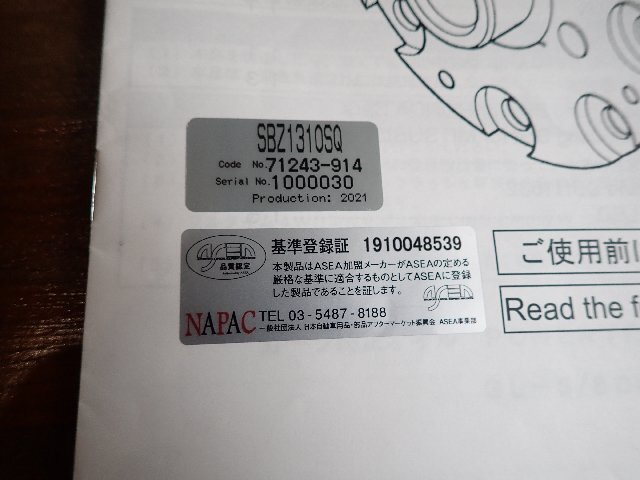 SBZ1310SQ
Code No.71243-914
Serial No.1000030
Production: 2021
ASEA
品質認定
基準登録証 1910048539
本製品はASEA加盟メーカーがASEAの定める
厳格な基準に適合するものとしてASEAに登録
した製品であることを証します。
ASEA
NAPAC TEL 03-5487-8188
一般社団法人 日本自動車用品・部品アフターマーケット振興会 ASEA事業部
ご使用前に
Read the f